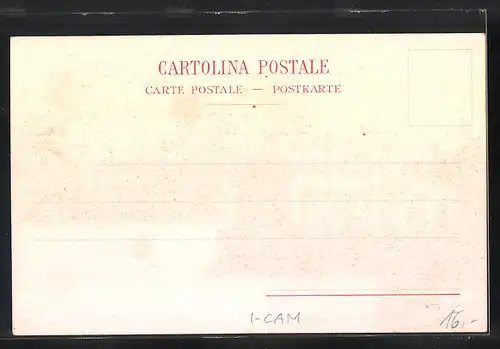 CARTOLINA POSTALE
CARTE POSTALE — POSTKARTE
I-CAM
16,-